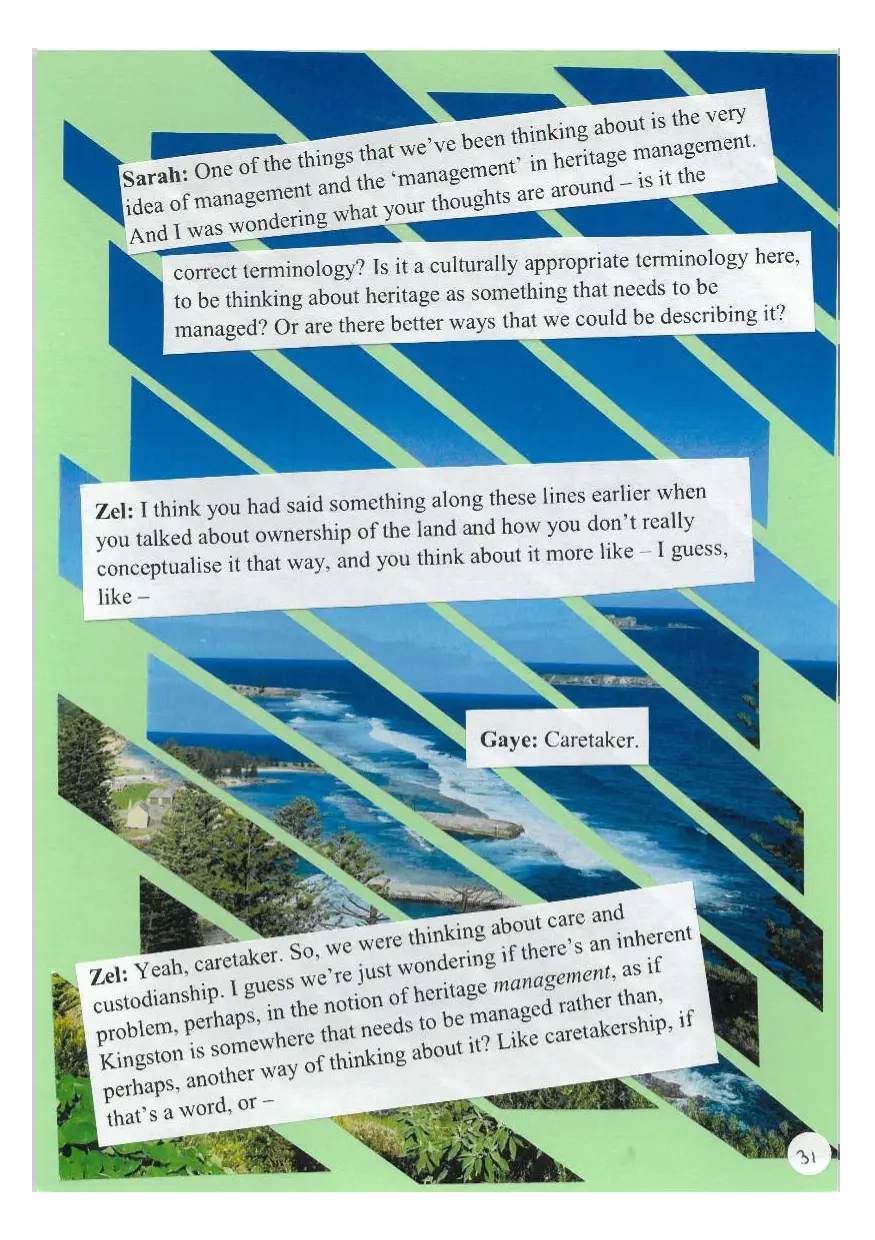 Sarah: One of the things that we've been thinking about is the very
idea of management and the 'management' in heritage management.
And I was wondering what your thoughts are around – is it the
correct terminology? Is it a culturally appropriate terminology here,
to be thinking about heritage as something that needs to be
managed? Or are there better ways that we could be describing it?
Zel: I think you had said something along these lines earlier when
you talked about ownership of the land and how you don't really
conceptualise it that way, and you think about it more like – I guess,
like –
Gaye: Caretaker.
Zel: Yeah, caretaker. So, we were thinking about care and
custodianship. I guess we're just wondering if there's an inherent
problem, perhaps, in the notion of heritage management, as if
Kingston is somewhere that needs to be managed rather than,
perhaps, another way of thinking about it? Like caretakership, if
that's a word, or –
31